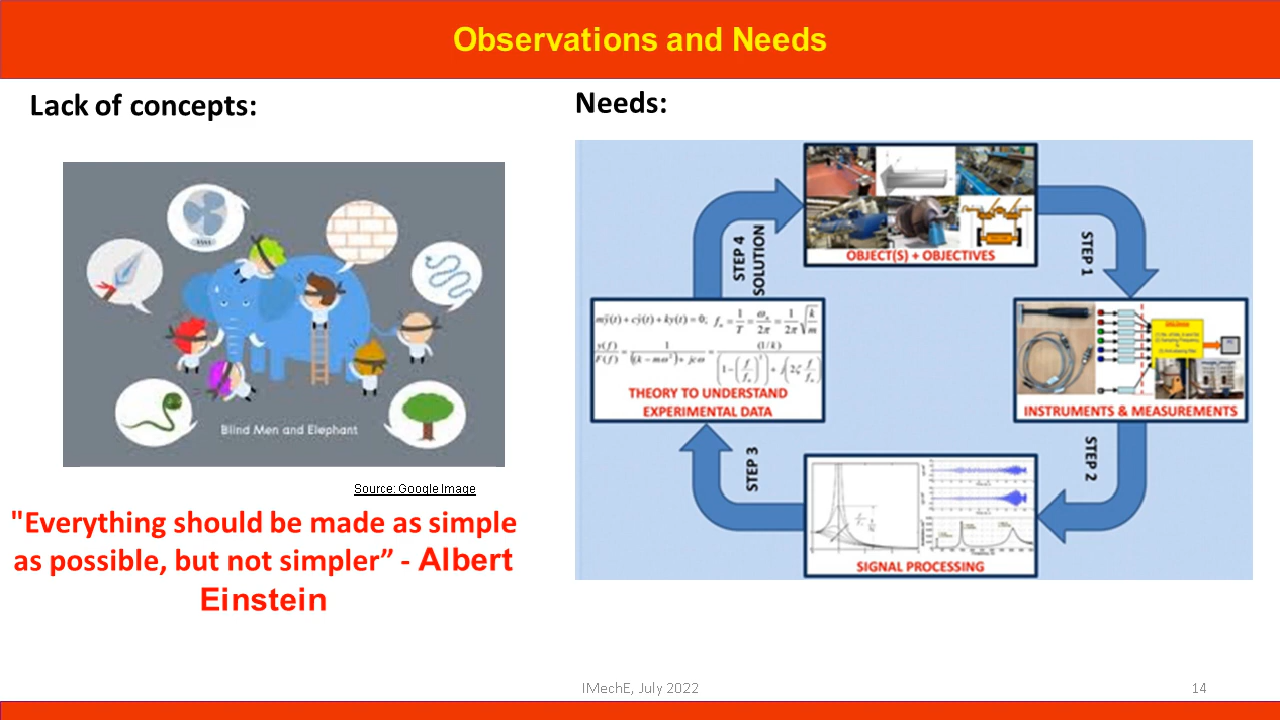 Observations and Needs
Lack of concepts:
Blind Men and Elephant
Source: Google Image
"Everything should be made as simple
as possible, but not simpler” - Albert
Einstein
Needs:
OBJECT(S) + OBJECTIVES
STEP 1
INSTRUMENTS & MEASUREMENTS
STEP 2
SIGNAL PROCESSING
STEP 3
THEORY TO UNDERSTAND
EXPERIMENTAL DATA
STEP 4
SOLUTION
IMechE, July 2022
14